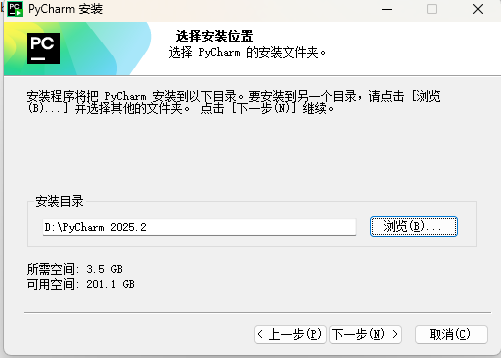 PyCharm 安装
PC
选择安装位置
选择 PyCharm 的安装文件夹。
安装程序将把 PyCharm 安装到以下目录。要安装到另一个目录，请点击 [浏览
(B)...] 并选择其他的文件夹。 点击 [下一步(N)] 继续。
安装目录
D:\PyCharm 2025.2
浏览(B)...
所需空间: 3.5 GB
可用空间: 201.1 GB
< 上一步(P) 下一步(N) > 取消(C)